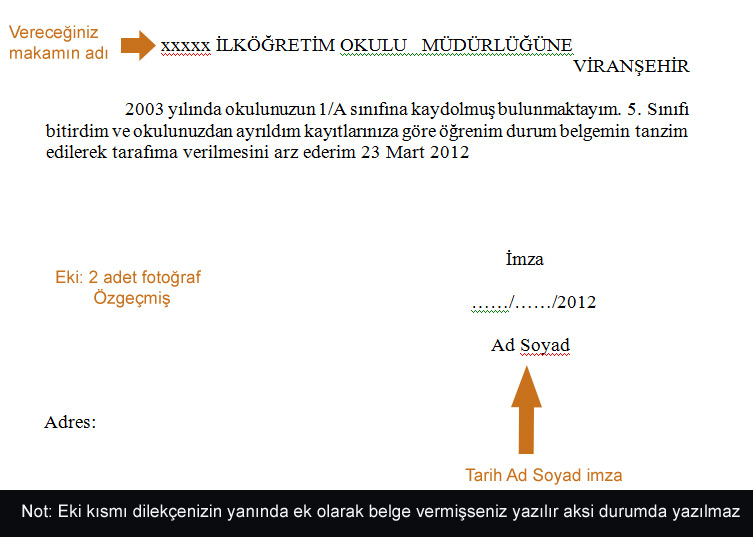 Vereceğiniz
makamın adı
xxxxx İLKÖĞRETİM OKULU MÜDÜRLÜĞÜNE
VİRANŞEHİR
2003 yılında okulunuzun 1/A sınıfına kaydolmuş bulunmaktayım. 5. Sınıfı
bitirdim ve okulunuzdan ayrıldım kayıtlarınıza göre öğrenim durum belgemin tanzim
edilerek tarafıma verilmesini arz ederim 23 Mart 2012
İmza
Eki: 2 adet fotoğraf
Özgeçmiş
....../....../2012
Ad Soyad
Adres:
Tarih Ad Soyad imza
Not: Eki kısmı dilekçenizin yanında ek olarak belge vermişseniz yazılır aksi durumda yazılmaz